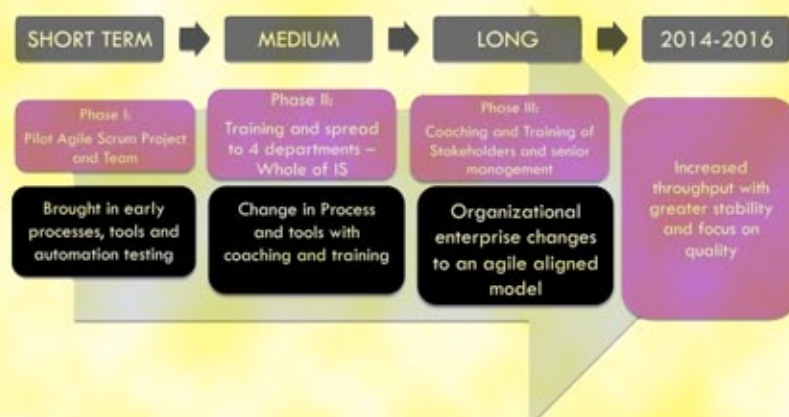 SHORT TERM
MEDIUM
LONG
2014-2016
Phase I:
Pilot Agile Scrum Project
and Team
Phase II:
Training and spread
to 4 departments –
Whole of IS
Phase III:
Coaching and Training of
Stakeholders and senior
management
Increased
throughput with
greater stability
and focus on
quality
Brought in early
processes, tools and
automation testing
Change in Process
and tools with
coaching and training
Organizational
enterprise changes
to an agile aligned
model